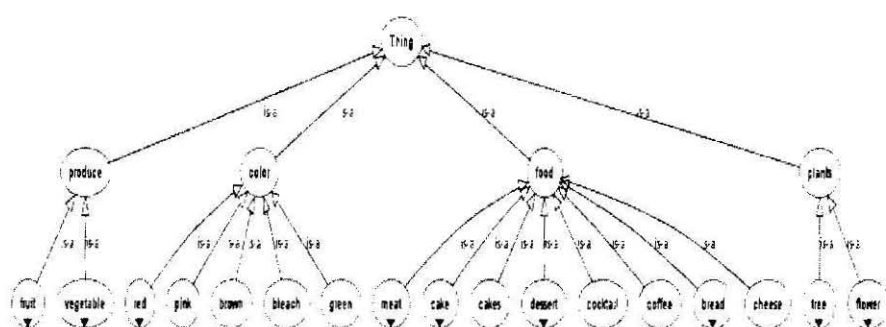 Thing
is-a is-a is-a is-a
produce color food plants
is-a is-a is-a is-a is-a is-a is-a is-a is-a is-a is-a is-a is-a is-a is-a is-a is-a
fruit vegetable red pink brown bleach green meat cake cakes dessert cocktail coffee bread cheese tree flower